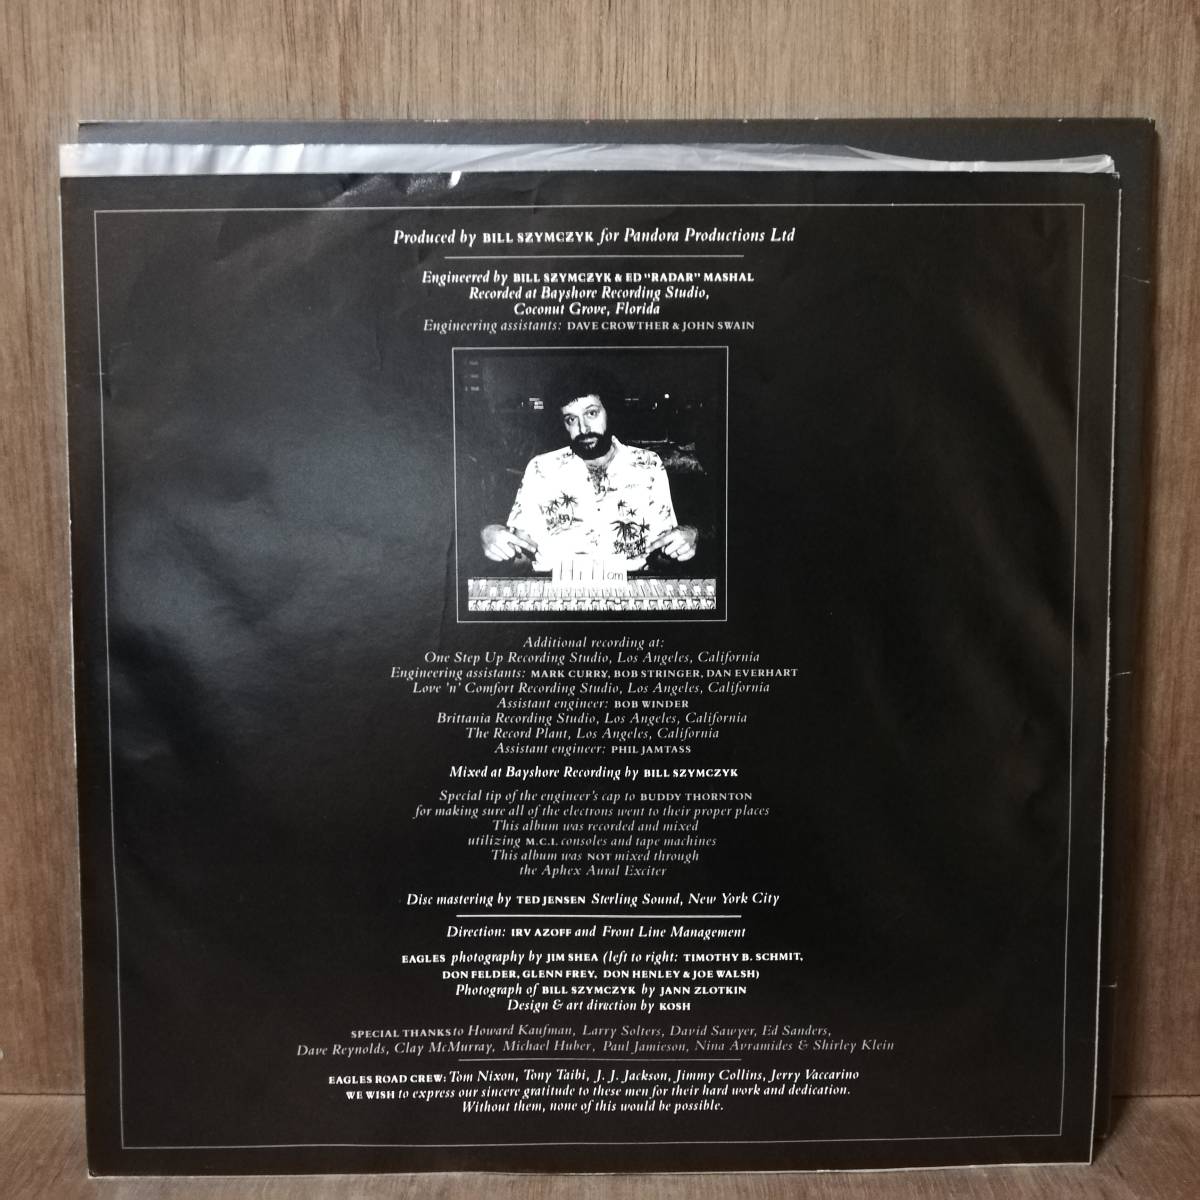 Produced by BILL SZYMCZYK for Pandora Productions Ltd
Engineered by BILL SZYMCZYK & ED "RADAR" MASHAL
Recorded at Bayshore Recording Studio,
Coconut Grove, Florida
Engineering assistants: DAVE CROWTHER & JOHN SWAIN
Additional recording at:
One Step Up Recording Studio, Los Angeles, California
Engineering assistants: MARK CURRY, BOB STRINGER, DAN EVERHART
Love 'n' Comfort Recording Studio, Los Angeles, California
Assistant engineer: BOB WINDER
Brittania Recording Studio, Los Angeles, California
The Record Plant, Los Angeles, California
Assistant engineer: PHIL JAMTASS
Mixed at Bayshore Recording by BILL SZYMCZYK
Special tip of the engineer's cap to BUDDY THORNTON
for making sure all of the electrons went to their proper places
This album was recorded and mixed
utilizing M.C.I. consoles and tape machines
This album was NOT mixed through
the Aphex Aural Exciter
Disc mastering by TED JENSEN Sterling Sound, New York City
Direction: IRV AZOFF and Front Line Management
EAGLES photography by JIM SHEA (left to right: TIMOTHY B. SCHMIT,
DON FELDER, GLENN FREY, DON HENLEY & JOE WALSH)
Photograph of BILL SZYMCZYK by JANN ZLOTKIN
Design & art direction by KOSH
SPECIAL THANKS to Howard Kaufman, Larry Solters, David Sawyer, Ed Sanders,
Dave Reynolds, Clay McMurray, Michael Huber, Paul Jamieson, Nina Avramides & Shirley Klein
EAGLES ROAD CREW: Tom Nixon, Tony Taibi, J. J. Jackson, Jimmy Collins, Jerry Vaccarino
WE WISH to express our sincere gratitude to these men for their hard work and dedication.
Without them, none of this would be possible.